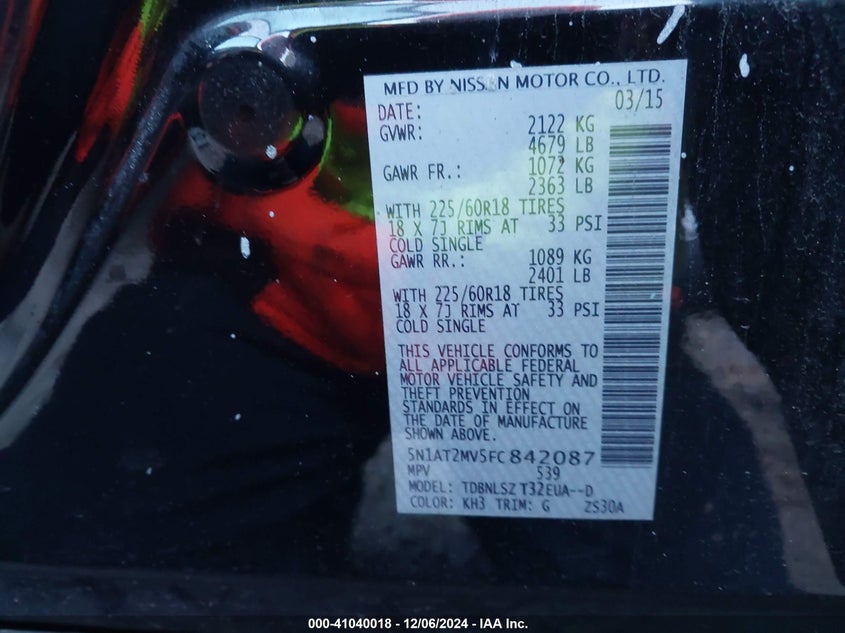 MFD BY NISSAN MOTOR CO., LTD.
DATE: 03/15
GVWR: 2122 KG
4679 LB
GAWR FR.: 1072 KG
2363 LB
WITH 225/60R18 TIRES
18 X 7J RIMS AT 33 PSI
COLD SINGLE
GAWR RR.: 1089 KG
2401 LB
WITH 225/60R18 TIRES
18 X 7J RIMS AT 33 PSI
COLD SINGLE
THIS VEHICLE CONFORMS TO
ALL APPLICABLE FEDERAL
MOTOR VEHICLE SAFETY AND
THEFT PREVENTION
STANDARDS IN EFFECT ON
THE DATE OF MANUFACTURE
SHOWN ABOVE.
5N1AT2MV5FC842087
MPV 539
MODEL: TDBNLSZ T32EUA--D
COLOR: KH3 TRIM: G ZS30A
000-41040018 - 12/06/2024 - IAA Inc.